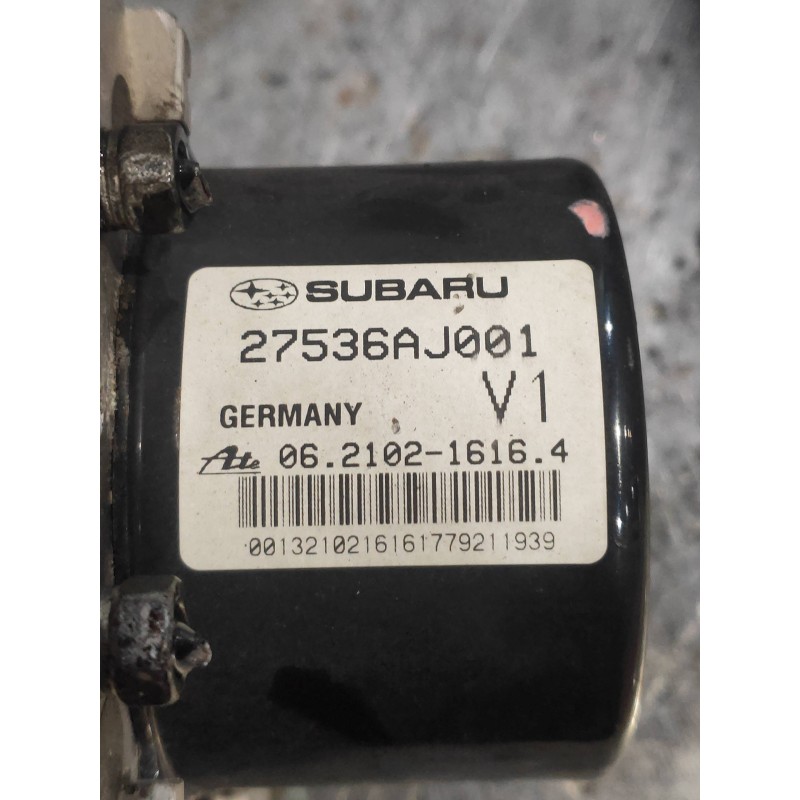 SUBARU
27536AJ001
GERMANY V1
Ate 06.2102-1616.4
0013210216161779211939